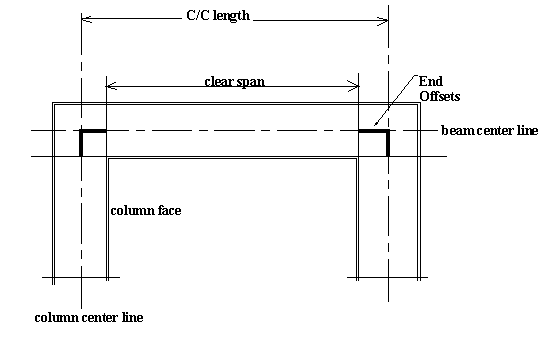 C/C length
clear span
End
Offsets
beam center line
column face
column center line